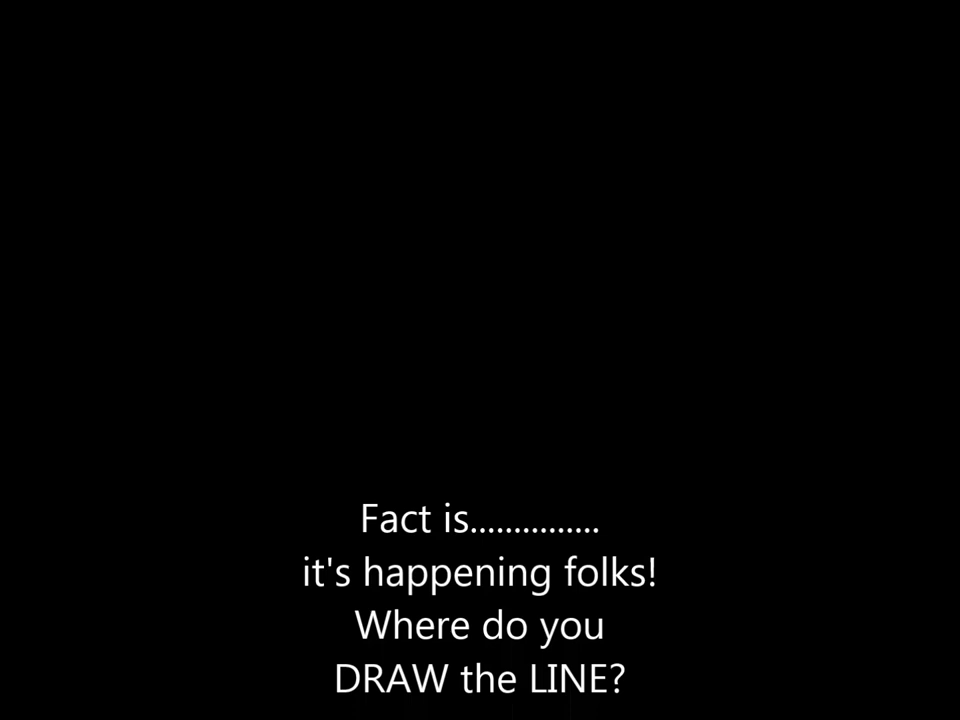 Fact is...............
it's happening folks!
Where do you
DRAW the LINE?